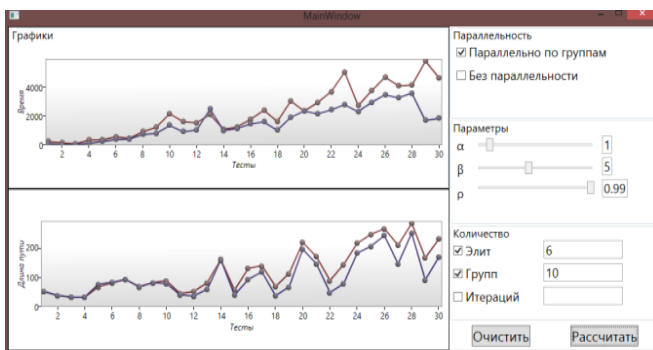 MainWindow
Графики
Параллельность
Параллельно по группам
Без параллельности
Время
4000
2000
0
2 4 6 8 10 12 14 16 18 20 22 24 26 28 30
Тесты
Параметры
α 1
β 5
ρ 0.99
Длина пути
200
100
0
2 4 6 8 10 12 14 16 18 20 22 24 26 28 30
Тесты
Количество
Элит 6
Групп 10
Итераций
Очистить Рассчитать